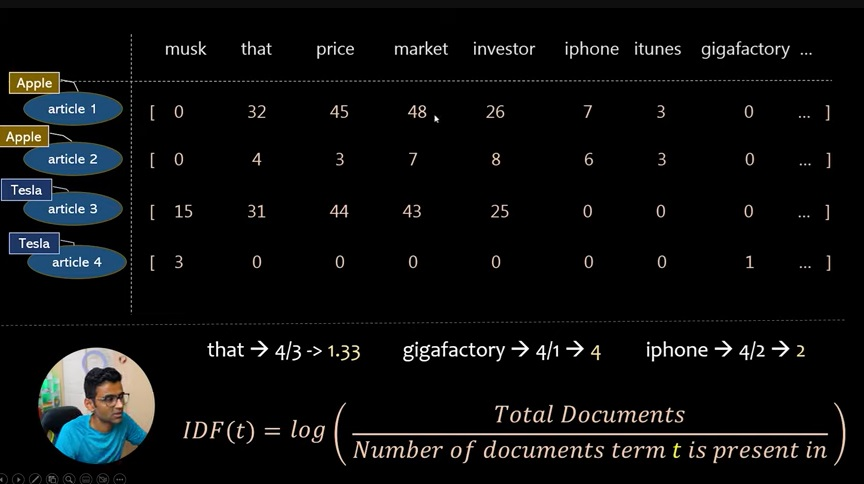 musk that price market investor iphone itunes gigafactory ...
Apple
article 1 [ 0 32 45 48 26 7 3 0 ... ]
Apple
article 2 [ 0 4 3 7 8 6 3 0 ... ]
Tesla
article 3 [ 15 31 44 43 25 0 0 0 ... ]
Tesla
article 4 [ 3 0 0 0 0 0 0 1 ... ]
that → 4/3 -> 1.33 gigafactory → 4/1 → 4 iphone → 4/2 → 2
IDF(t) = log ( Total Documents
Number of documents term t is present in )